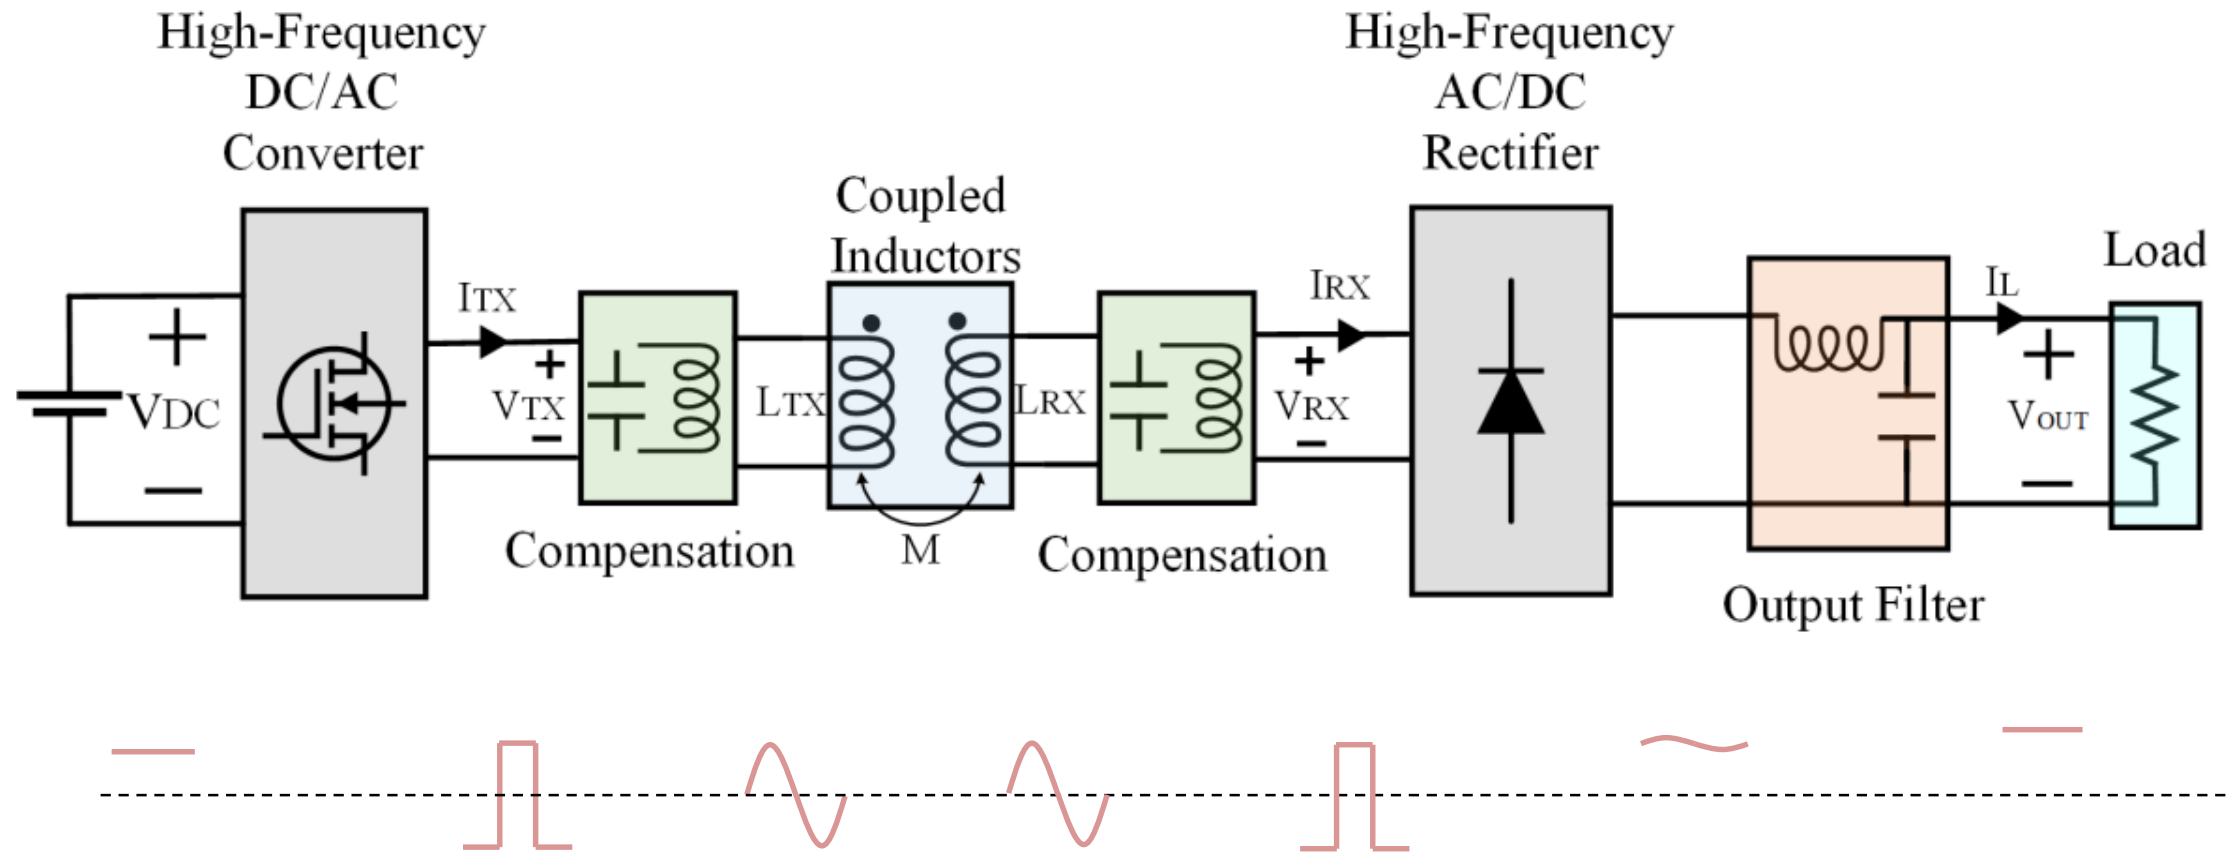 High-Frequency
DC/AC
Converter
High-Frequency
AC/DC
Rectifier
Coupled
Inductors
Load
ITX
IRX
IL
VDC
VTX
LTX
LRX
VRX
VOUT
+
−
+
−
+
−
+
−
Compensation
M
Compensation
Output Filter